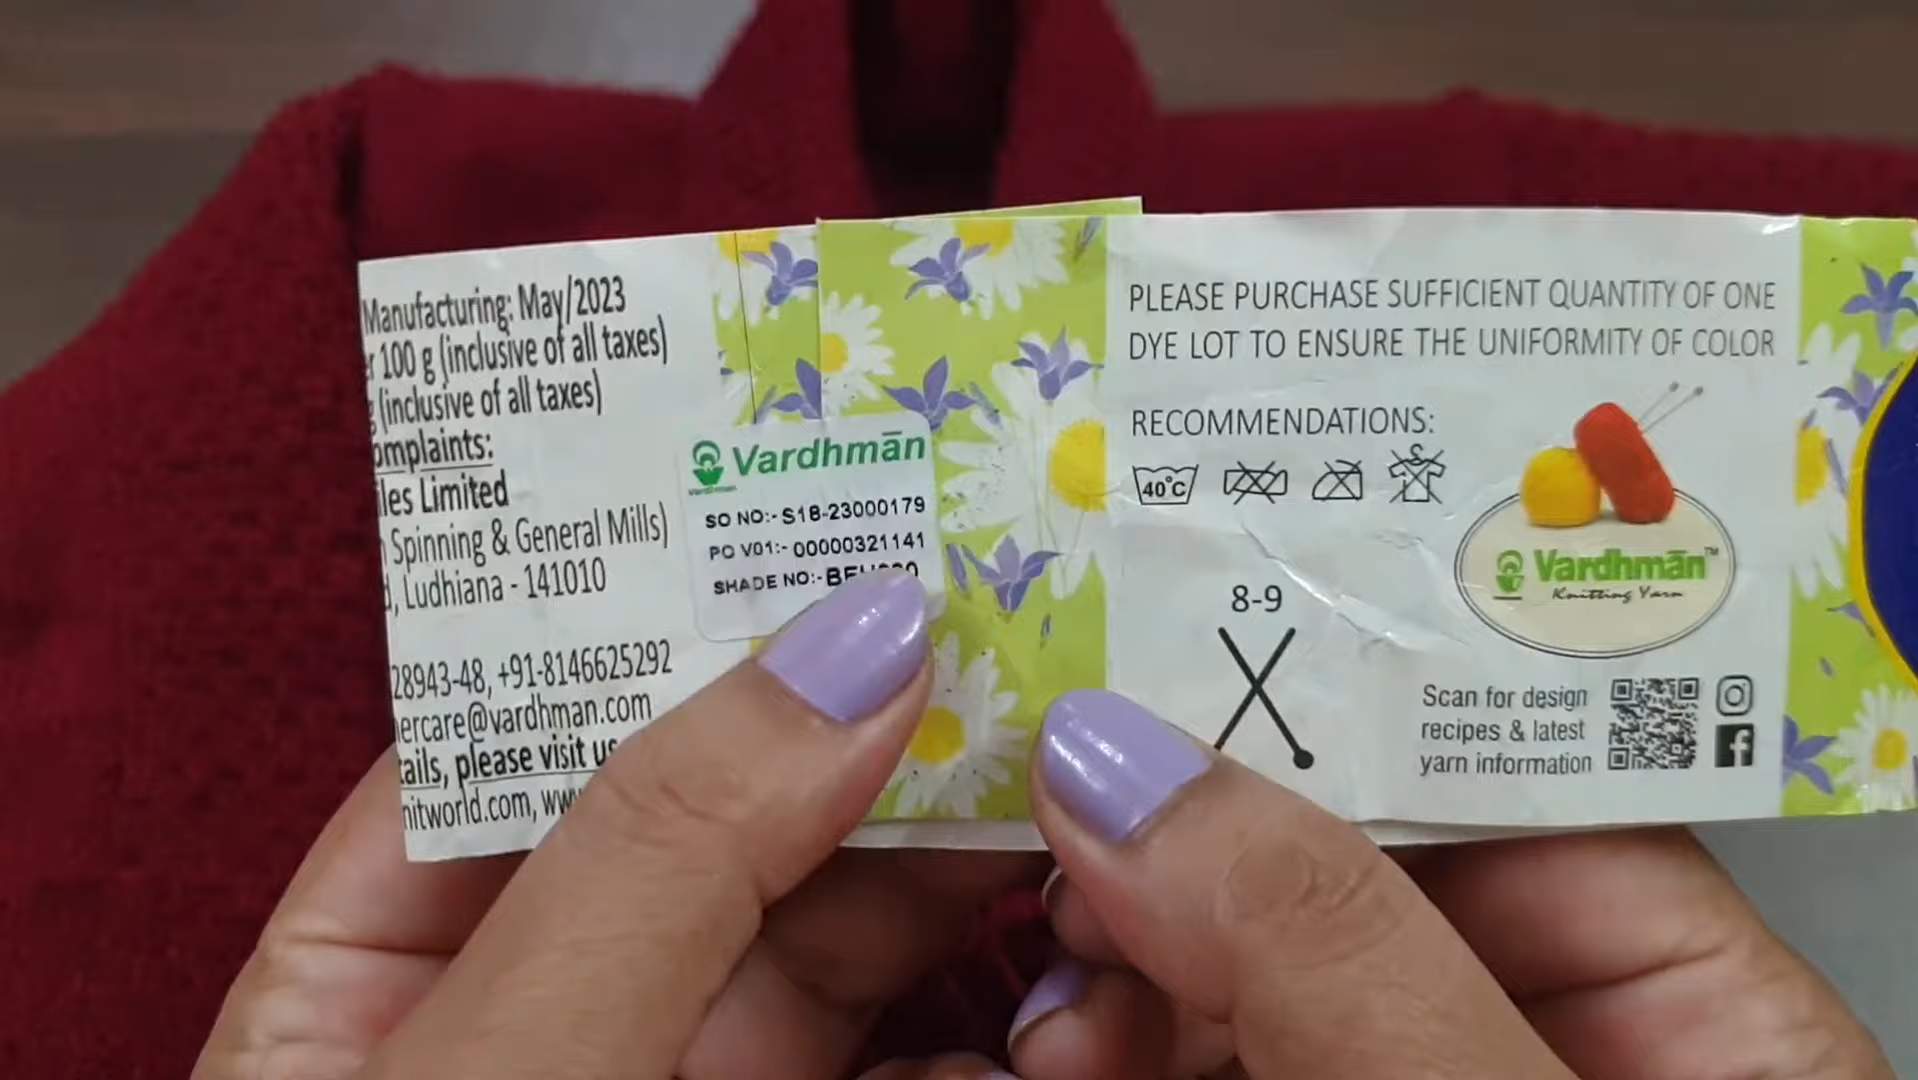 Manufacturing: May/2023
100 g (inclusive of all taxes)
(inclusive of all taxes)
omplaints:
iles Limited
Spinning & General Mills)
Ludhiana - 141010
28943-48, +91-8146625292
ercare@vardhman.com
tails, please visit us
nitworld.com,
Vardhmān
Vardhman
SO NO:- S18-23000179
PO V01:- 00000321141
SHADE NO:-
PLEASE PURCHASE SUFFICIENT QUANTITY OF ONE
DYE LOT TO ENSURE THE UNIFORMITY OF COLOR
RECOMMENDATIONS:
40°C
8-9
Vardhmān™
Knitting Yarn
Scan for design
recipes & latest
yarn information